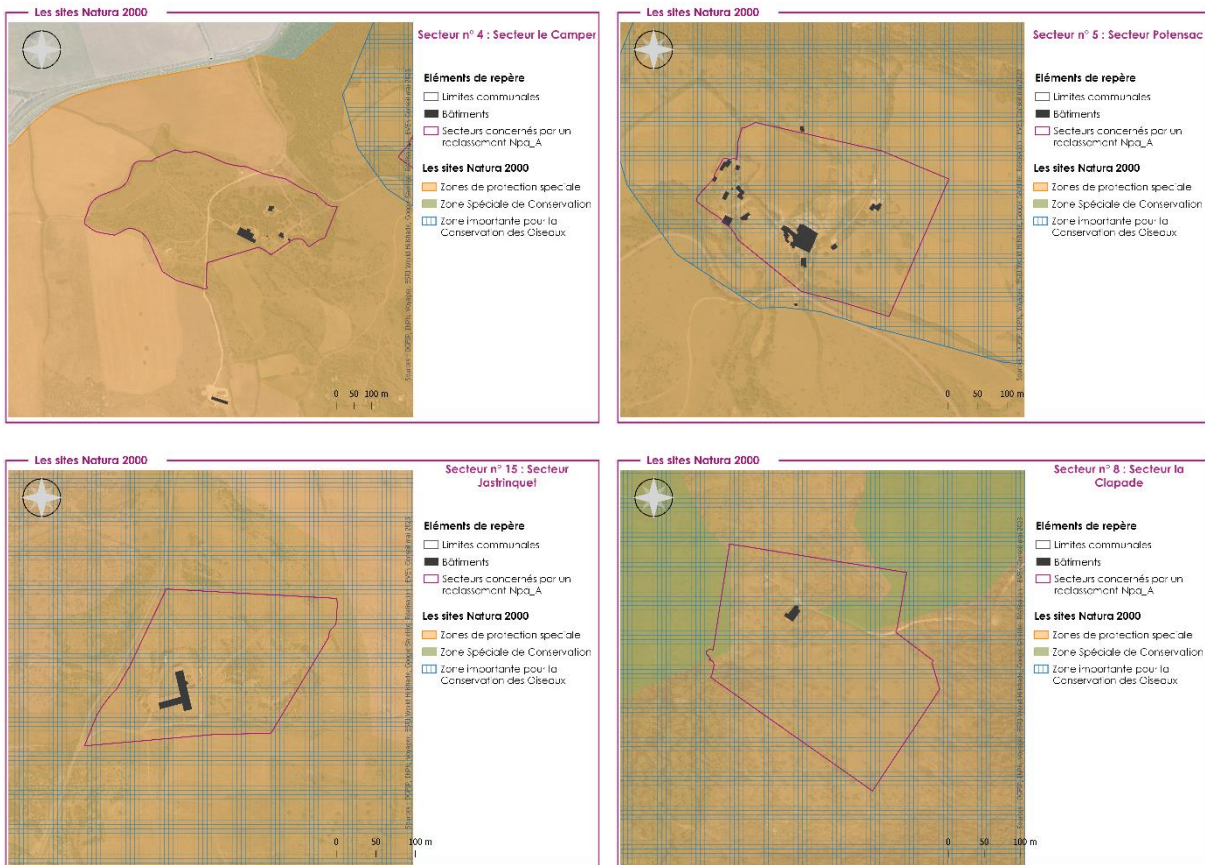 Les sites Natura 2000
Secteur n° 4 : Secteur le Camper
Eléments de repère
Limites communales
Bâtiments
Secteurs concernés par un
reclassement Npa_A
Les sites Natura 2000
Zones de protection spéciale
Zone Spéciale de Conservation
Zone importante pour la
Conservation des Oiseaux
0 50 100 m
Les sites Natura 2000
Secteur n° 5 : Secteur Potensac
Eléments de repère
Limites communales
Bâtiments
Secteurs concernés par un
reclassement Npa_A
Les sites Natura 2000
Zones de protection spéciale
Zone Spéciale de Conservation
Zone importante pour la
Conservation des Oiseaux
0 50 100 m
Les sites Natura 2000
Secteur n° 15 : Secteur
Jastrinquet
Eléments de repère
Limites communales
Bâtiments
Secteurs concernés par un
reclassement Npa_A
Les sites Natura 2000
Zones de protection spéciale
Zone Spéciale de Conservation
Zone importante pour la
Conservation des Oiseaux
0 50 100 m
Les sites Natura 2000
Secteur n° 8 : Secteur la
Clapade
Eléments de repère
Limites communales
Bâtiments
Secteurs concernés par un
reclassement Npa_A
Les sites Natura 2000
Zones de protection spéciale
Zone Spéciale de Conservation
Zone importante pour la
Conservation des Oiseaux
0 50 100 m